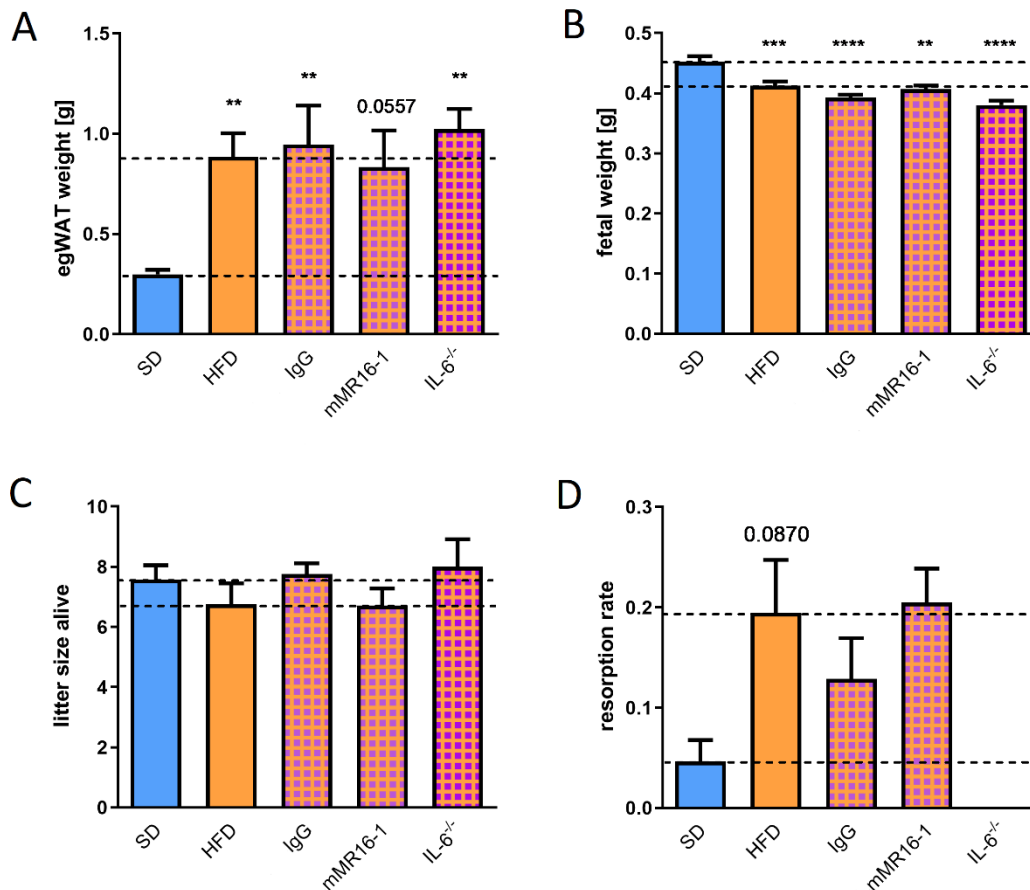 A
egWAT weight [g]
1.5
1.0
0.5
0.0
**
**
0.0557
**
SD
HFD
IgG
mMR16-1
IL-6-/-
B
fetal weight [g]
0.5
0.4
0.3
0.2
0.1
0.0
***
****
**
****
SD
HFD
IgG
mMR16-1
IL-6-/-
C
litter size alive
10
8
6
4
2
0
SD
HFD
IgG
mMR16-1
IL-6-/-
D
resorption rate
0.3
0.2
0.1
0.0
0.0870
SD
HFD
IgG
mMR16-1
IL-6-/-